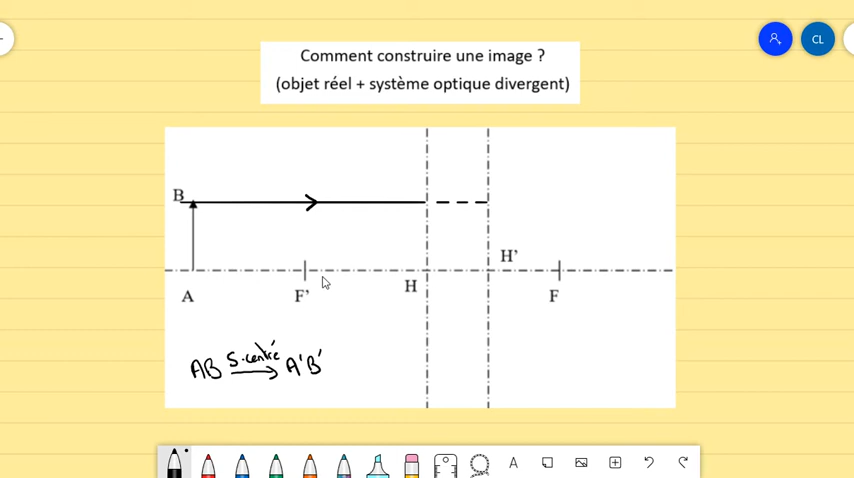 CL
Comment construire une image ?
(objet réel + système optique divergent)
B
H'
A
F'
H
F
AB S.centré A'B'
A